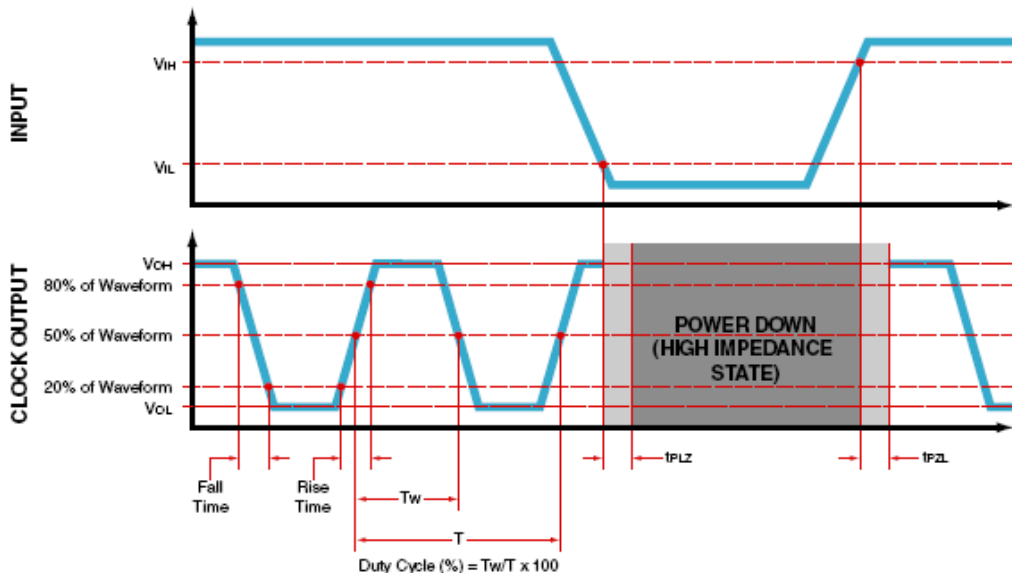 INPUT
VIH
VIL
CLOCK OUTPUT
VOH
80% of Waveform
50% of Waveform
20% of Waveform
VOL
POWER DOWN
(HIGH IMPEDANCE
STATE)
tPLZ
tPZL
Fall
Time
Rise
Time
Tw
T
Duty Cycle (%) = Tw/T x 100